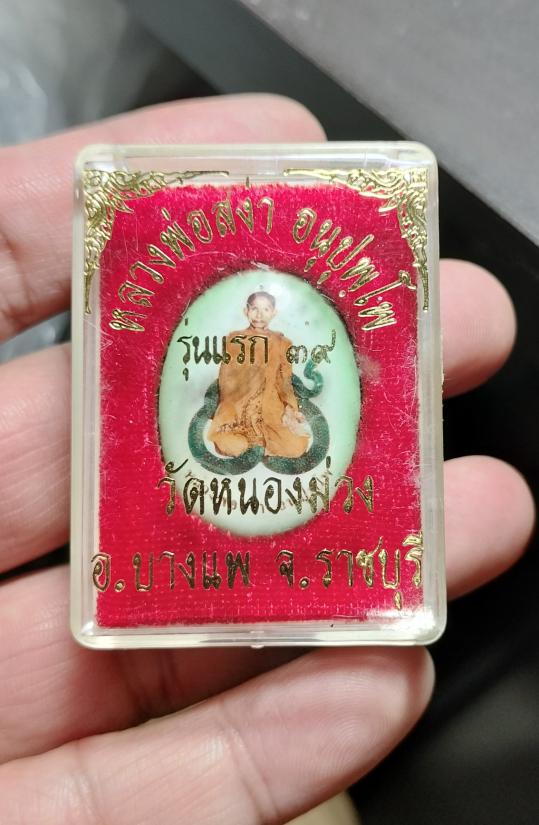 หลวงพ่อสง่า อนุปุพฺโพ
รุ่นแรก ๓๙
วัดหนองม่วง
อ.บางแพ จ.ราชบุรี